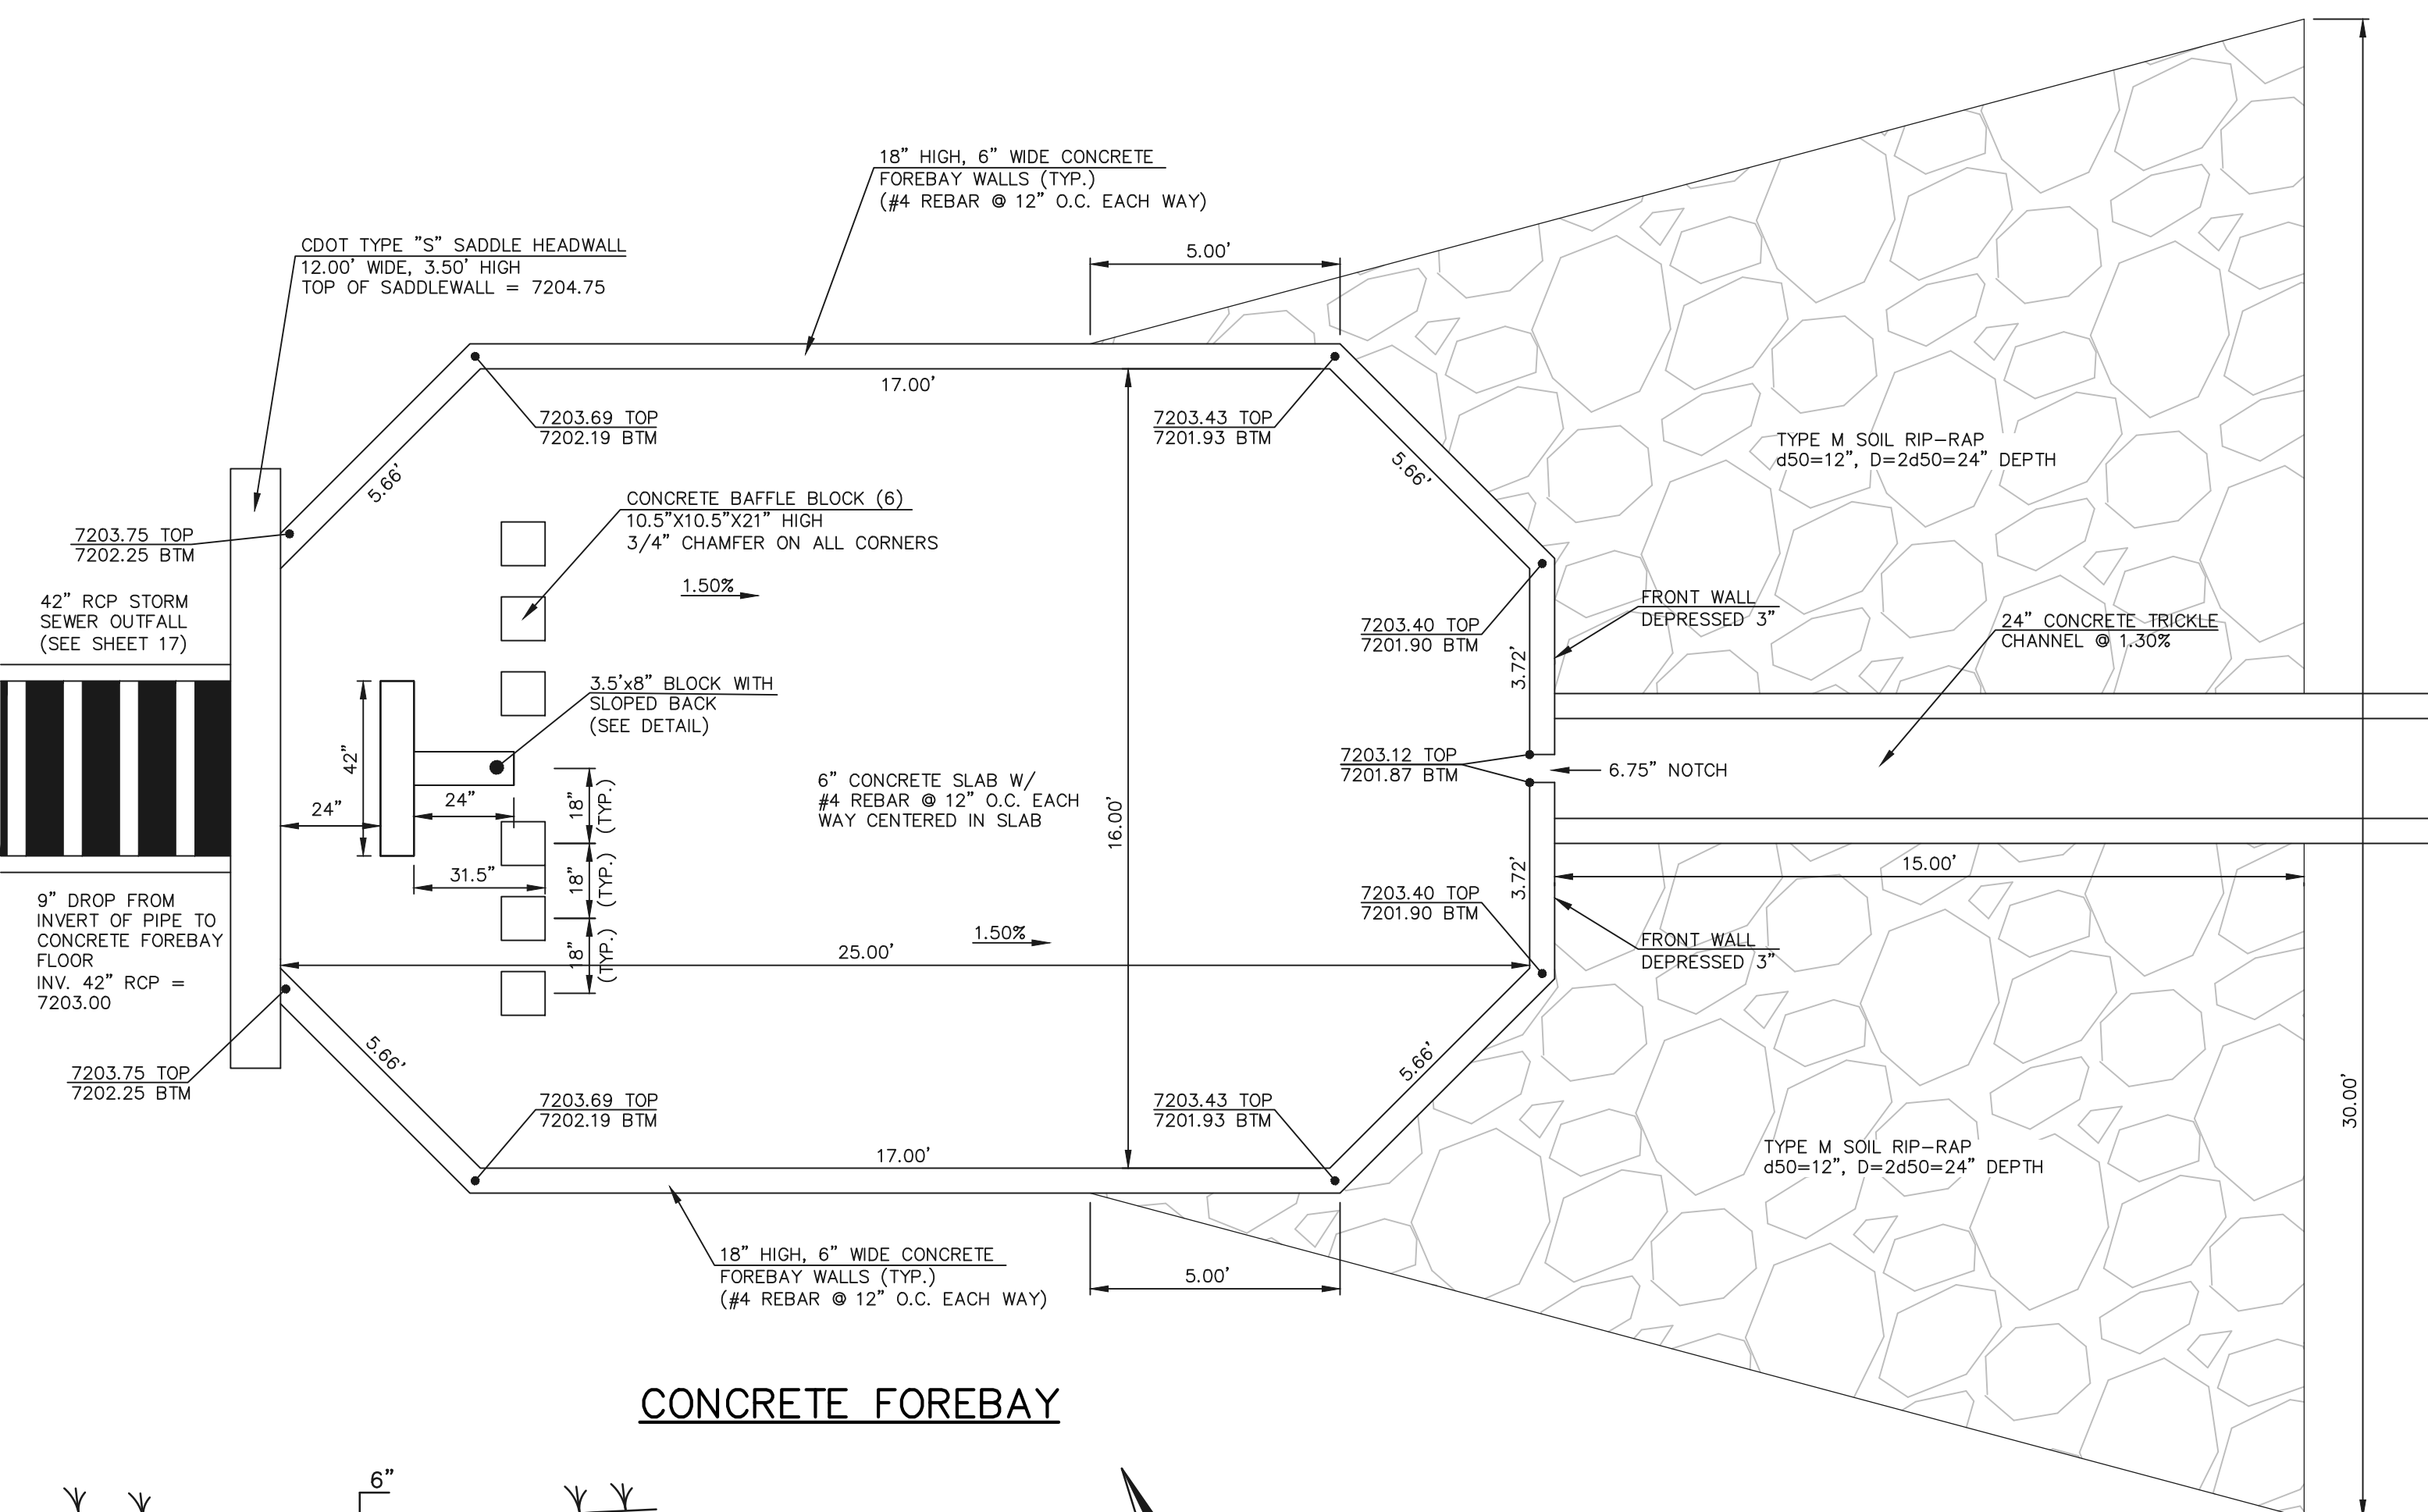 18" HIGH, 6" WIDE CONCRETE
FOREBAY WALLS (TYP.)
(#4 REBAR @ 12" O.C. EACH WAY)
CDOT TYPE "S" SADDLE HEADWALL
12.00' WIDE, 3.50' HIGH
TOP OF SADDLEWALL = 7204.75
5.00'
17.00'
7203.69 TOP
7202.19 BTM
7203.43 TOP
7201.93 BTM
5.66'
5.66'
TYPE M SOIL RIP-RAP
d50=12", D=2d50=24" DEPTH
CONCRETE BAFFLE BLOCK (6)
10.5"X10.5"X21" HIGH
3/4" CHAMFER ON ALL CORNERS
7203.75 TOP
7202.25 BTM
1.50%
42" RCP STORM
SEWER OUTFALL
(SEE SHEET 17)
FRONT WALL
DEPRESSED 3"
7203.40 TOP
7201.90 BTM
24" CONCRETE TRICKLE
CHANNEL @ 1.30%
3.72'
3.5'x8" BLOCK WITH
SLOPED BACK
(SEE DETAIL)
42"
7203.12 TOP
7201.87 BTM
6.75" NOTCH
6" CONCRETE SLAB W/
#4 REBAR @ 12" O.C. EACH
WAY CENTERED IN SLAB
24"
24"
18"
(TYP.)
16.00'
31.5"
18"
(TYP.)
3.72'
15.00'
9" DROP FROM
INVERT OF PIPE TO
CONCRETE FOREBAY
FLOOR
INV. 42" RCP =
7203.00
7203.40 TOP
7201.90 BTM
18"
(TYP.)
1.50%
25.00'
FRONT WALL
DEPRESSED 3"
5.66'
5.66'
7203.75 TOP
7202.25 BTM
7203.69 TOP
7202.19 BTM
7203.43 TOP
7201.93 BTM
30.00'
17.00'
TYPE M SOIL RIP-RAP
d50=12", D=2d50=24" DEPTH
18" HIGH, 6" WIDE CONCRETE
FOREBAY WALLS (TYP.)
(#4 REBAR @ 12" O.C. EACH WAY)
5.00'
CONCRETE FOREBAY
6"